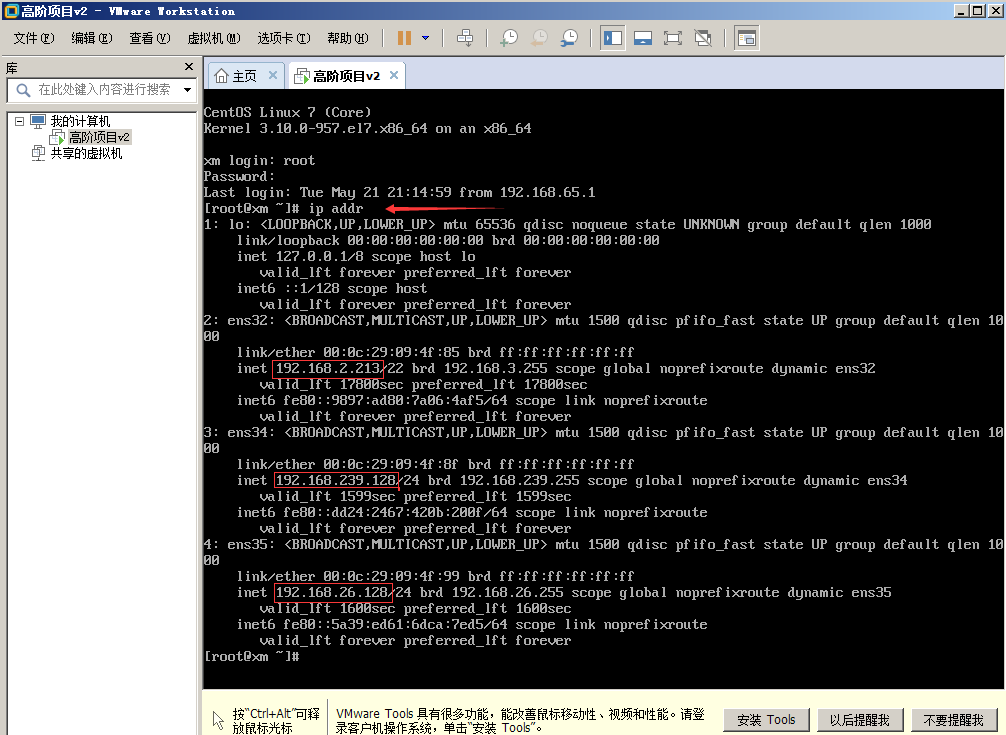 高阶项目v2 - VMware Workstation
文件(F) 编辑(E) 查看(V) 虚拟机(M) 选项卡(T) 帮助(H)
库
在此处键入内容进行搜索
我的计算机
高阶项目v2
共享的虚拟机
主页 高阶项目v2
CentOS Linux 7 (Core)
Kernel 3.10.0-957.el7.x86_64 on an x86_64
xm login: root
Password:
Last login: Tue May 21 21:14:59 from 192.168.65.1
[root@xm ~]# ip addr
1: lo: <LOOPBACK,UP,LOWER_UP> mtu 65536 qdisc noqueue state UNKNOWN group default qlen 1000
link/loopback 00:00:00:00:00:00 brd 00:00:00:00:00:00
inet 127.0.0.1/8 scope host lo
valid_lft forever preferred_lft forever
inet6 ::1/128 scope host
valid_lft forever preferred_lft forever
2: ens32: <BROADCAST,MULTICAST,UP,LOWER_UP> mtu 1500 qdisc pfifo_fast state UP group default qlen 10
00
link/ether 00:0c:29:09:4f:85 brd ff:ff:ff:ff:ff:ff
inet 192.168.2.213/22 brd 192.168.3.255 scope global noprefixroute dynamic ens32
valid_lft 17800sec preferred_lft 17800sec
inet6 fe80::9897:ad80:7a06:4af5/64 scope link noprefixroute
valid_lft forever preferred_lft forever
3: ens34: <BROADCAST,MULTICAST,UP,LOWER_UP> mtu 1500 qdisc pfifo_fast state UP group default qlen 10
00
link/ether 00:0c:29:09:4f:8f brd ff:ff:ff:ff:ff:ff
inet 192.168.239.128/24 brd 192.168.239.255 scope global noprefixroute dynamic ens34
valid_lft 1599sec preferred_lft 1599sec
inet6 fe80::dd24:2467:420b:200f/64 scope link noprefixroute
valid_lft forever preferred_lft forever
4: ens35: <BROADCAST,MULTICAST,UP,LOWER_UP> mtu 1500 qdisc pfifo_fast state UP group default qlen 10
00
link/ether 00:0c:29:09:4f:99 brd ff:ff:ff:ff:ff:ff
inet 192.168.26.128/24 brd 192.168.26.255 scope global noprefixroute dynamic ens35
valid_lft 1600sec preferred_lft 1600sec
inet6 fe80::5a39:ed61:6dca:7ed5/64 scope link noprefixroute
valid_lft forever preferred_lft forever
[root@xm ~]#
按"Ctrl+Alt"可释
放鼠标光标
VMware Tools 具有很多功能，能改善鼠标移动性、视频和性能。请登
录客户机操作系统，单击"安装 Tools"。
安装 Tools 以后提醒我 不要提醒我